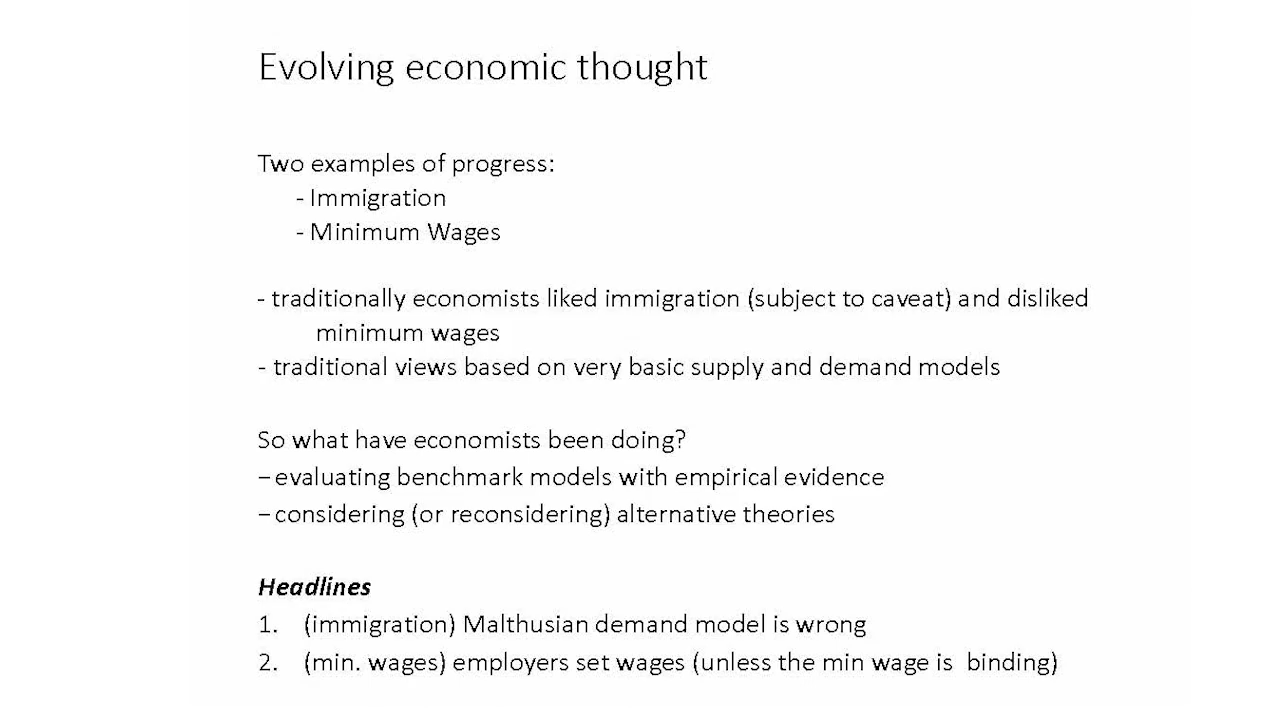 Evolving economic thought
Two examples of progress:
- Immigration
- Minimum Wages
- traditionally economists liked immigration (subject to caveat) and disliked
minimum wages
- traditional views based on very basic supply and demand models
So what have economists been doing?
– evaluating benchmark models with empirical evidence
– considering (or reconsidering) alternative theories
Headlines
1. (immigration) Malthusian demand model is wrong
2. (min. wages) employers set wages (unless the min wage is binding)